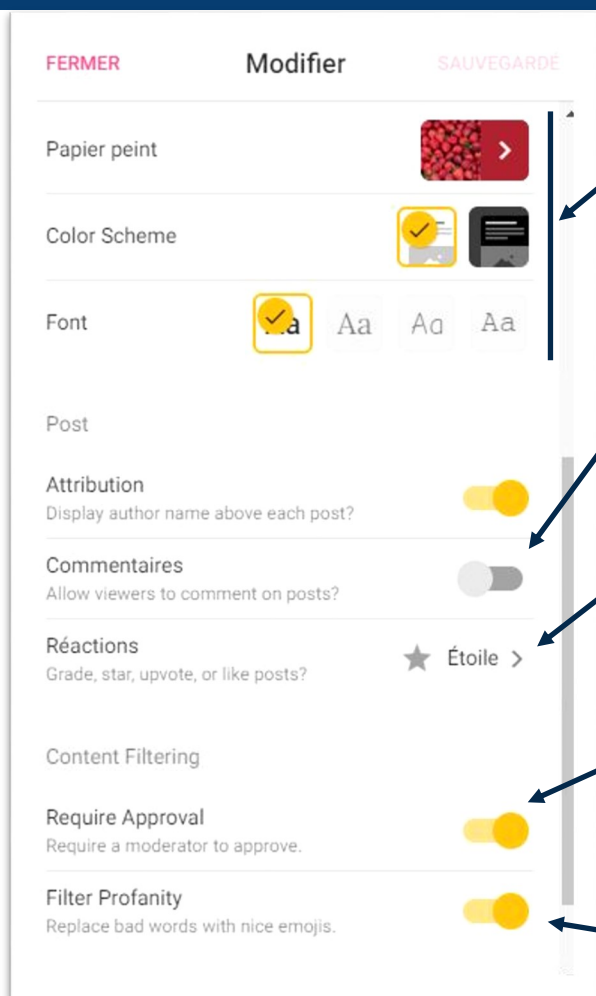 FERMER Modifier SAUVEGARDÉ
Papier peint
Color Scheme
Font Aa Aa Aa
Post
Attribution
Display author name above each post?
Commentaires
Allow viewers to comment on posts?
Réactions
Grade, star, upvote, or like posts?
Étoile
Content Filtering
Require Approval
Require a moderator to approve.
Filter Profanity
Replace bad words with nice emojis.